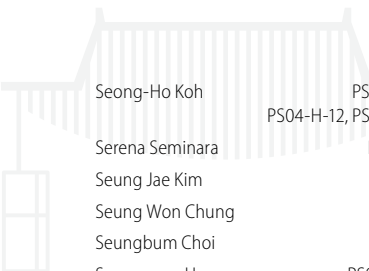 Seong-Ho Koh PS
PS04-H-12, PS
Serena Seminara
Seung Jae Kim
Seung Won Chung
Seungbum Choi